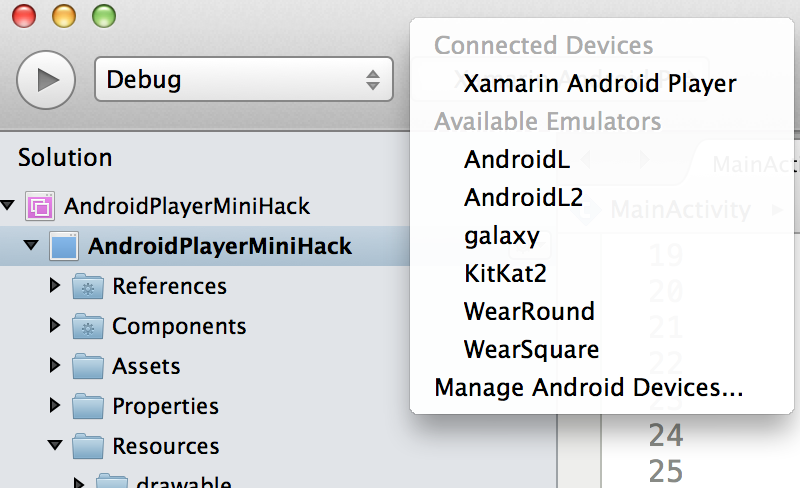 Debug
Connected Devices
Xamarin Android Player
Available Emulators
AndroidL
AndroidL2
galaxy
KitKat2
WearRound
WearSquare
Manage Android Devices...
Solution
AndroidPlayerMiniHack
AndroidPlayerMiniHack
References
Components
Assets
Properties
Resources
drawable
MainAct
MainActivity
19
20
21
22
23
24
25